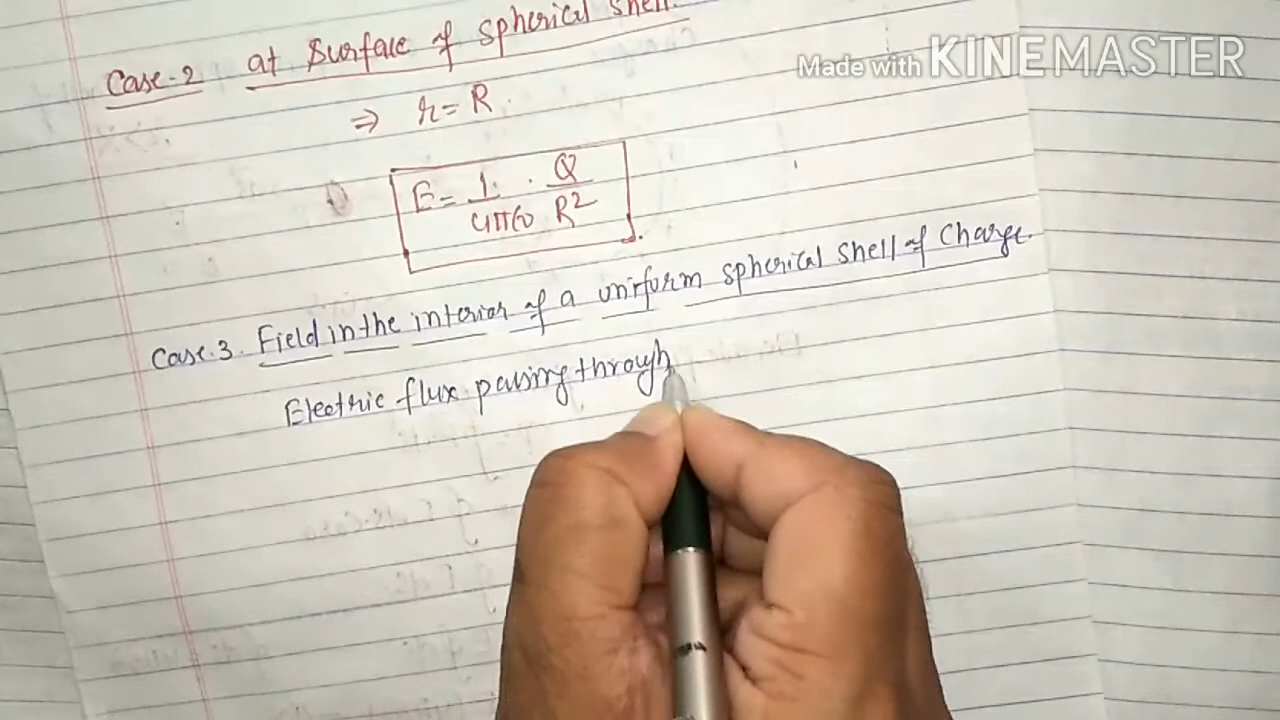 Made with KINEMASTER
Case-2 at Surface of Spherical Shell.
⇒ r = R
E = 1/4πϵ0 · Q/R²
Case.3. Field in the interior of a uniform spherical shell of Charge.
Electric flux passing through